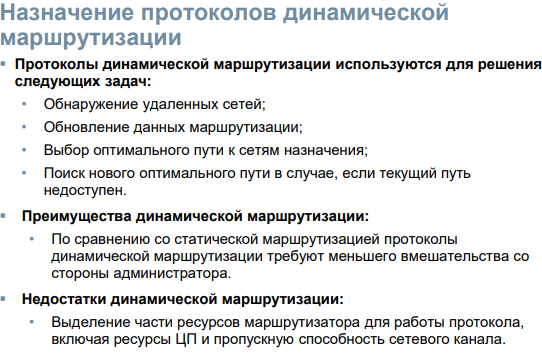 Назначение протоколов динамической
маршрутизации
▪ Протоколы динамической маршрутизации используются для решения
следующих задач:
• Обнаружение удаленных сетей;
• Обновление данных маршрутизации;
• Выбор оптимального пути к сетям назначения;
• Поиск нового оптимального пути в случае, если текущий путь
недоступен.
▪ Преимущества динамической маршрутизации:
• По сравнению со статической маршрутизацией протоколы
динамической маршрутизации требуют меньшего вмешательства со
стороны администратора.
▪ Недостатки динамической маршрутизации:
• Выделение части ресурсов маршрутизатора для работы протокола,
включая ресурсы ЦП и пропускную способность сетевого канала.